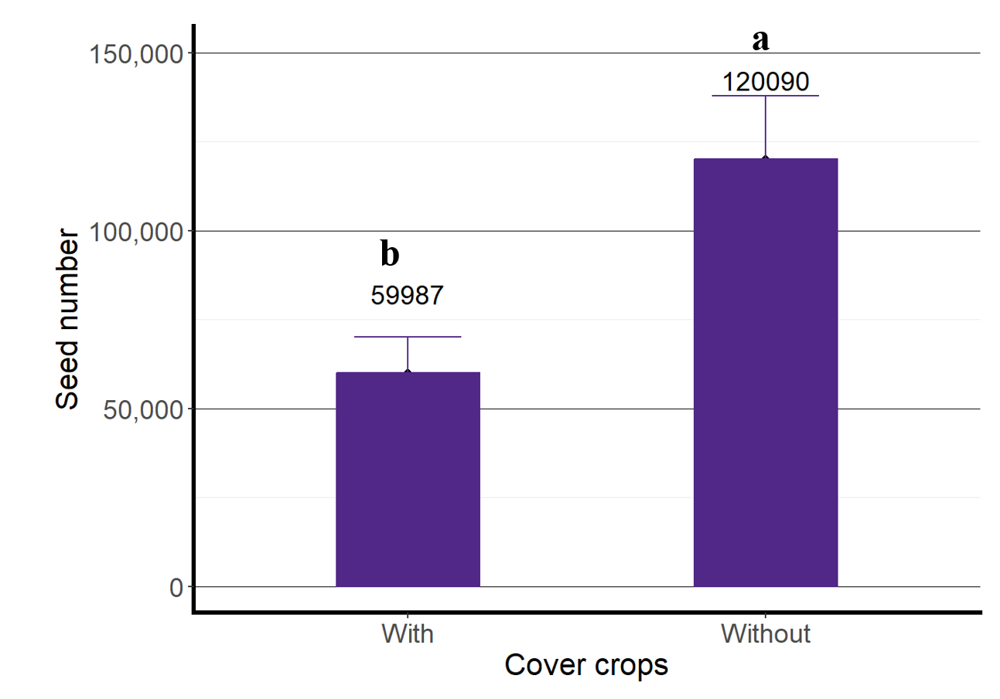 a
150,000
120090
100,000
b
59987
Seed number
50,000
0
With Without
Cover crops